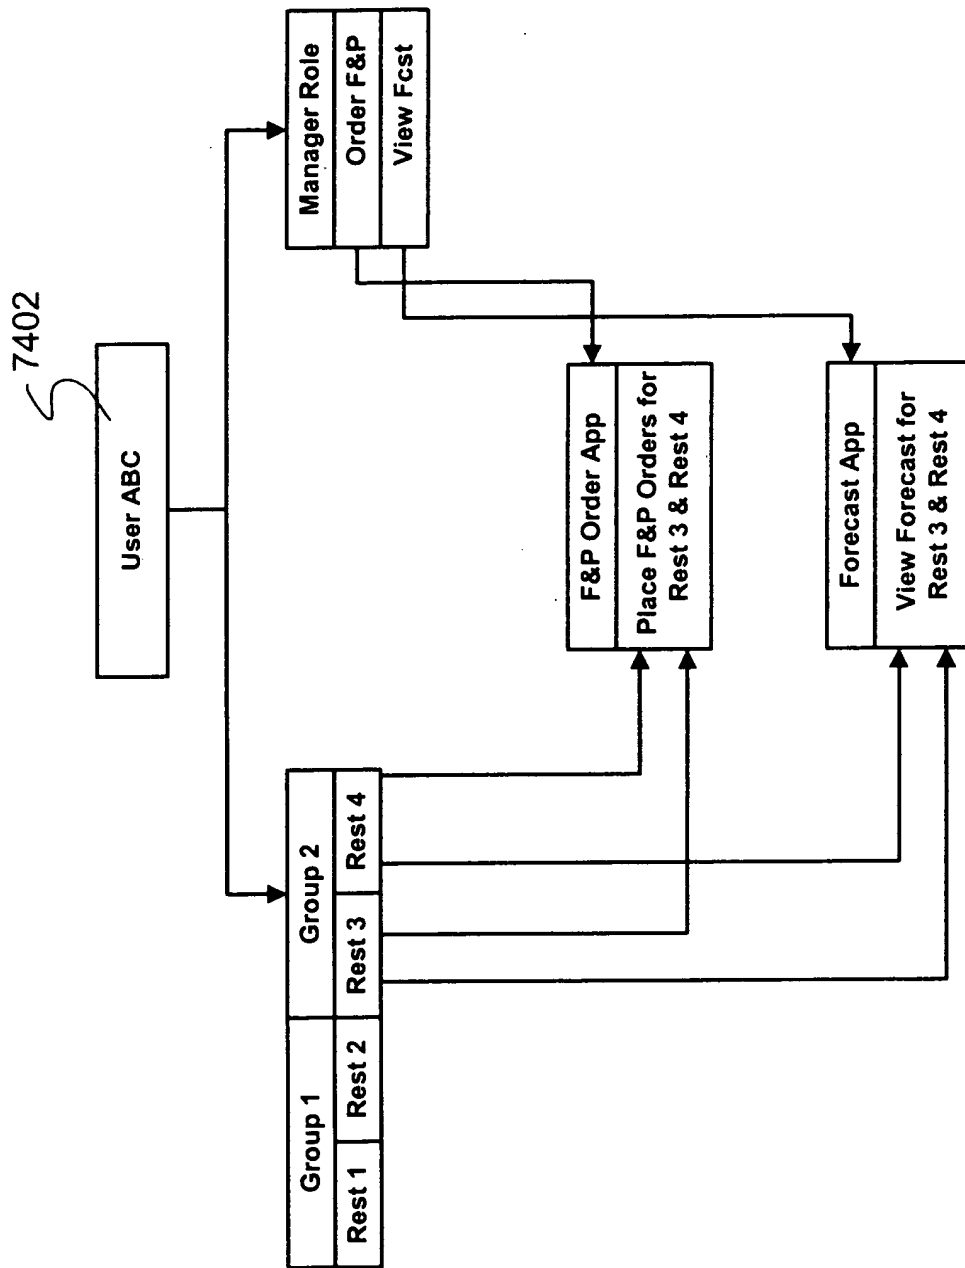 7402
User ABC
Group 1
Group 2
Rest 1
Rest 2
Rest 3
Rest 4
Manager Role
Order F&P
View Fcst
F&P Order App
Place F&P Orders for
Rest 3 & Rest 4
Forecast App
View Forecast for
Rest 3 & Rest 4